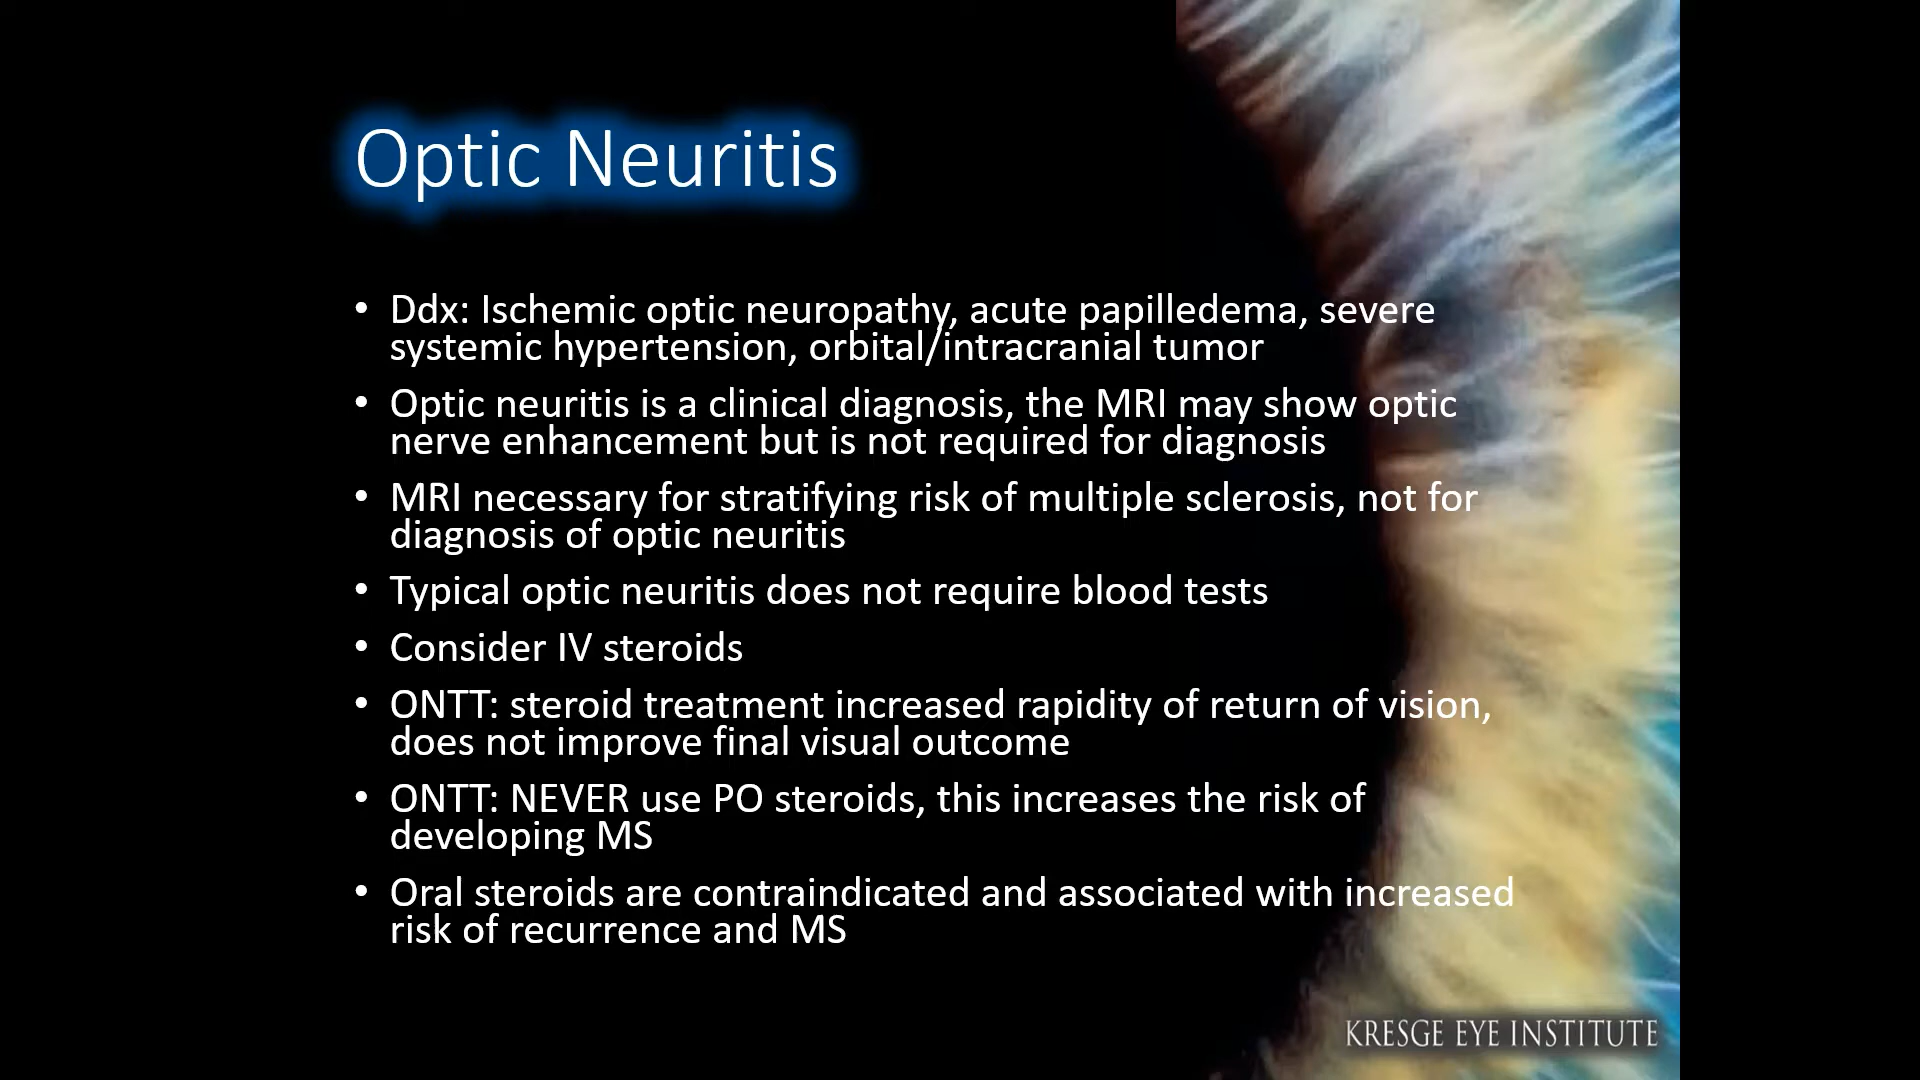 Optic Neuritis
• Ddx: Ischemic optic neuropathy, acute papilledema, severe
systemic hypertension, orbital/intracranial tumor
• Optic neuritis is a clinical diagnosis, the MRI may show optic
nerve enhancement but is not required for diagnosis
• MRI necessary for stratifying risk of multiple sclerosis, not for
diagnosis of optic neuritis
• Typical optic neuritis does not require blood tests
• Consider IV steroids
• ONTT: steroid treatment increased rapidity of return of vision,
does not improve final visual outcome
• ONTT: NEVER use PO steroids, this increases the risk of
developing MS
• Oral steroids are contraindicated and associated with increased
risk of recurrence and MS
KRESGE EYE INSTITUTE